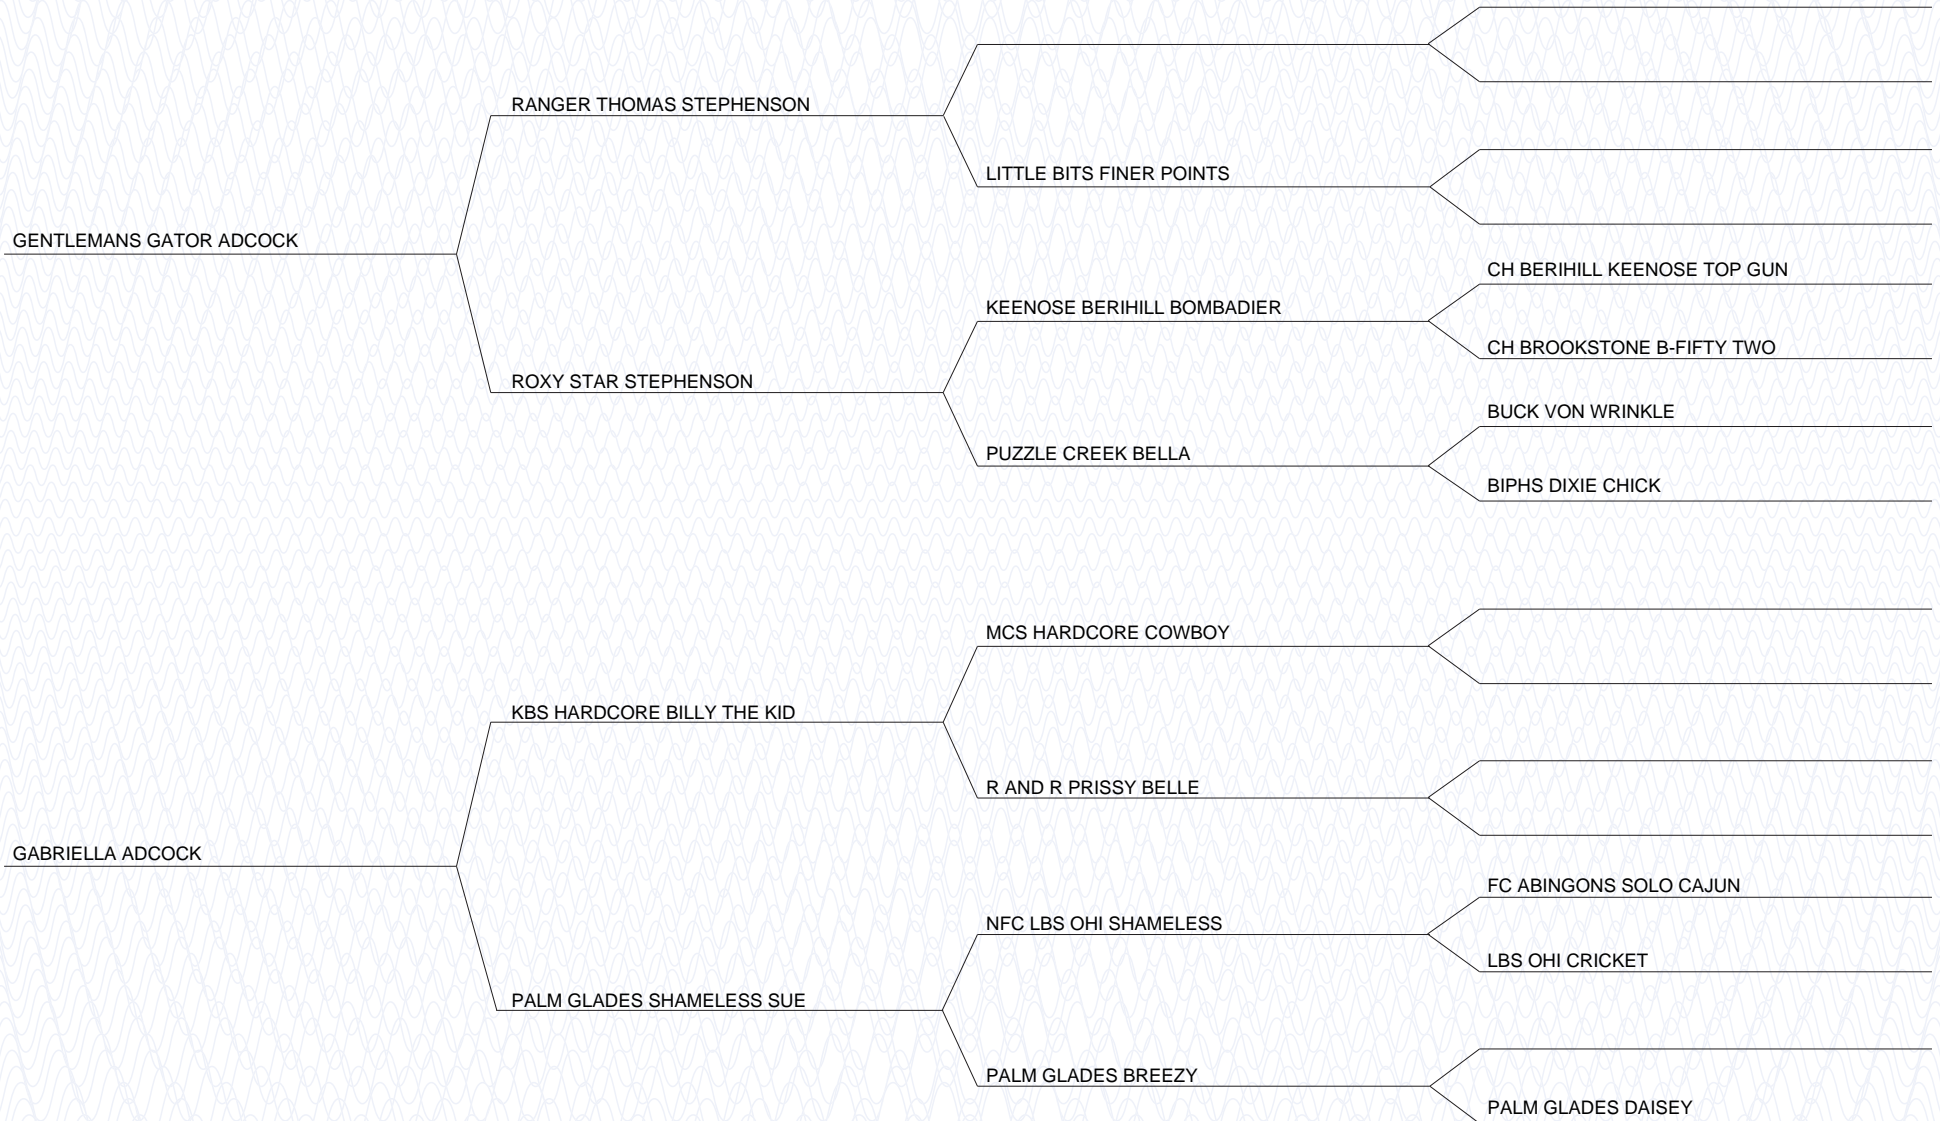 RANGER THOMAS STEPHENSON
LITTLE BITS FINER POINTS
GENTLEMANS GATOR ADCOCK
CH BERIHILL KEENOSE TOP GUN
KEENOSE BERIHILL BOMBADIER
CH BROOKSTONE B-FIFTY TWO
ROXY STAR STEPHENSON
BUCK VON WRINKLE
PUZZLE CREEK BELLA
BIPHS DIXIE CHICK
MCS HARDCORE COWBOY
KBS HARDCORE BILLY THE KID
R AND R PRISSY BELLE
GABRIELLA ADCOCK
FC ABINGONS SOLO CAJUN
NFC LBS OHI SHAMELESS
LBS OHI CRICKET
PALM GLADES SHAMELESS SUE
PALM GLADES BREEZY
PALM GLADES DAISEY